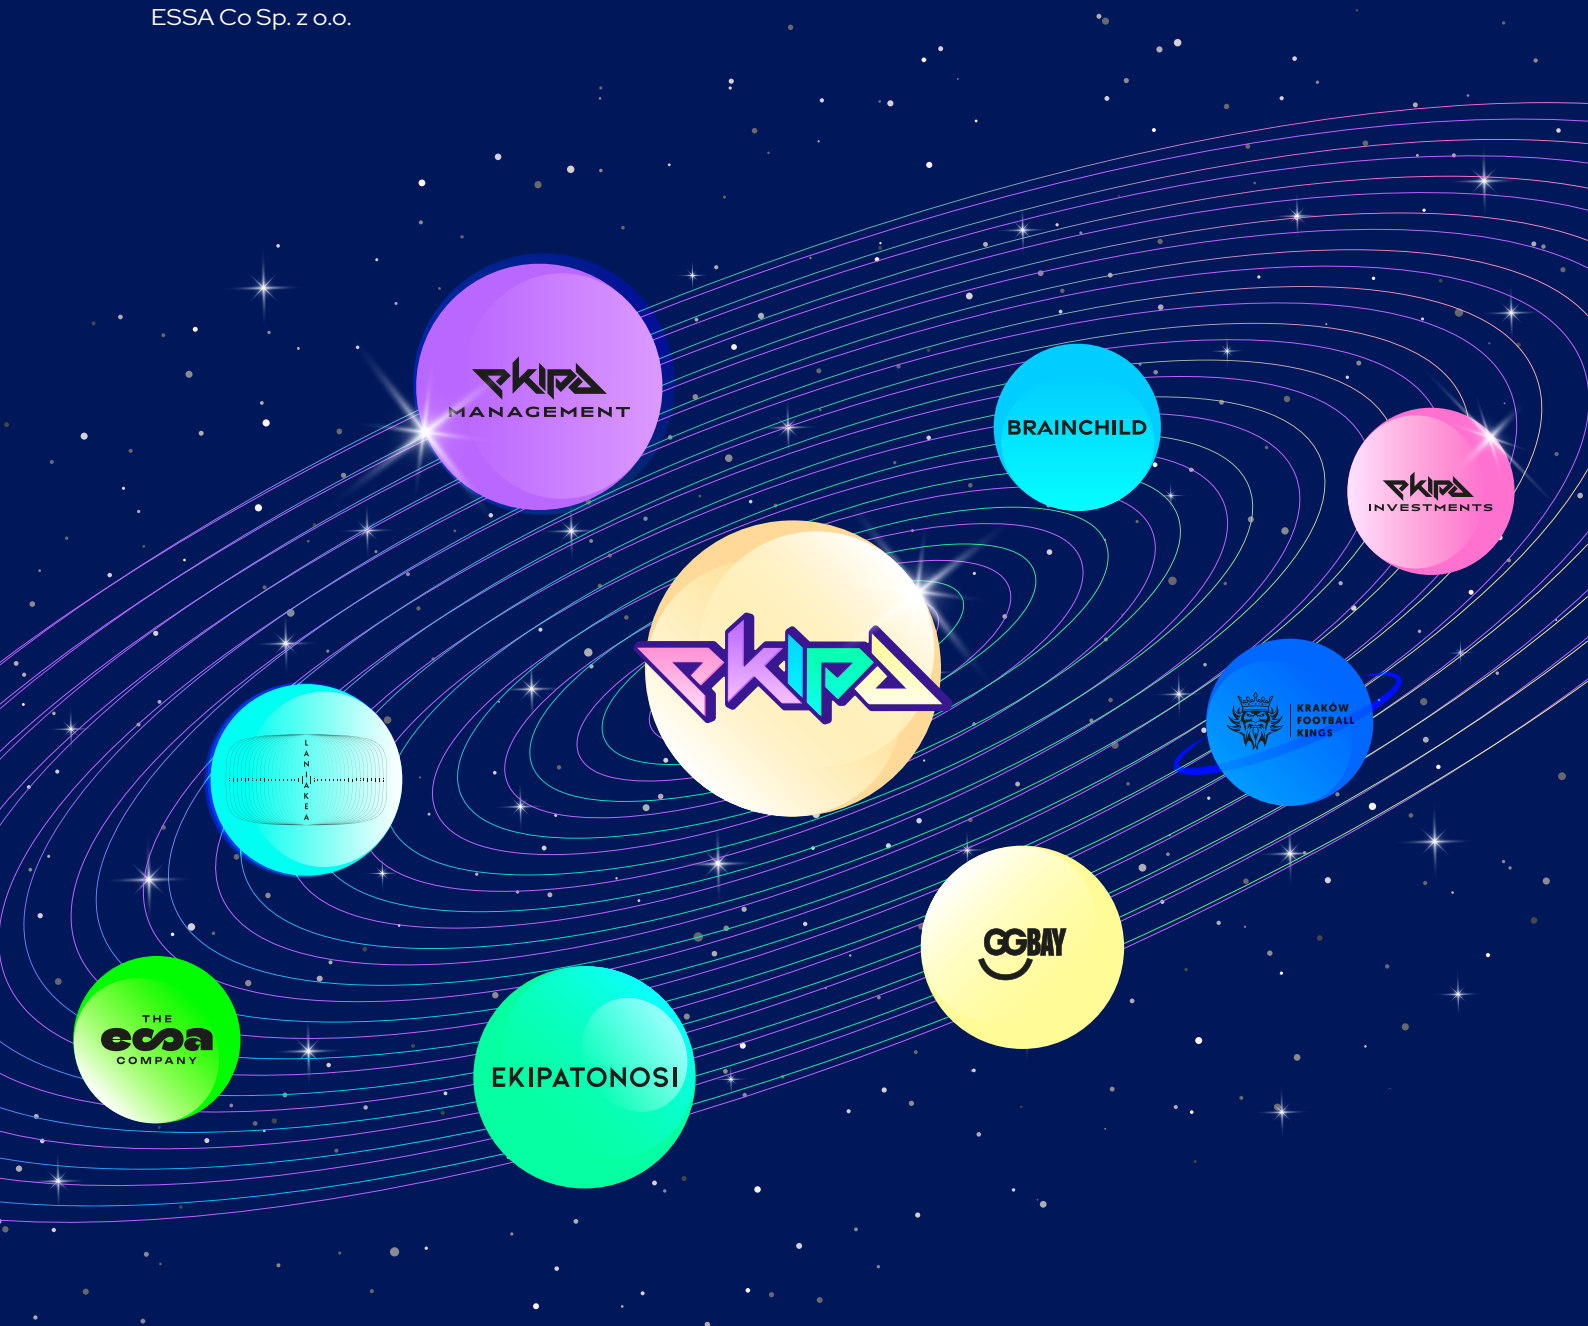 ESSA Co Sp. z o.o.
ekipa
MANAGEMENT
BRAINCHILD
ekipa
INVESTMENTS
ekipa
KRAKÓW
FOOTBALL
KINGS
LANIAKEA
GGBAY
THE
essa
COMPANY
EKIPATONOSI